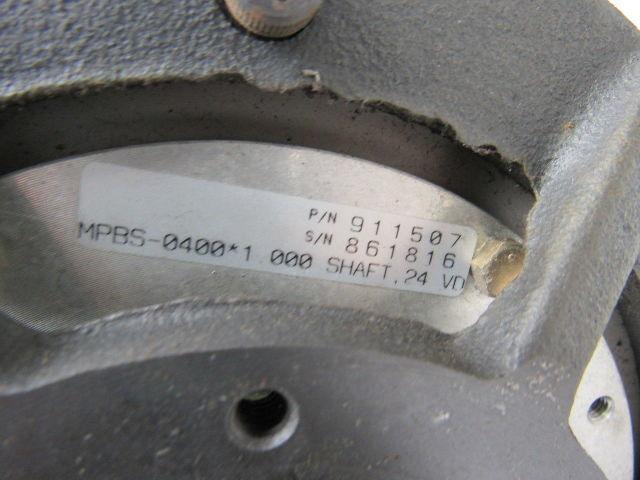 P/N 911507
S/N 861816
MPBS-0400*1.000 SHAFT,24 VD